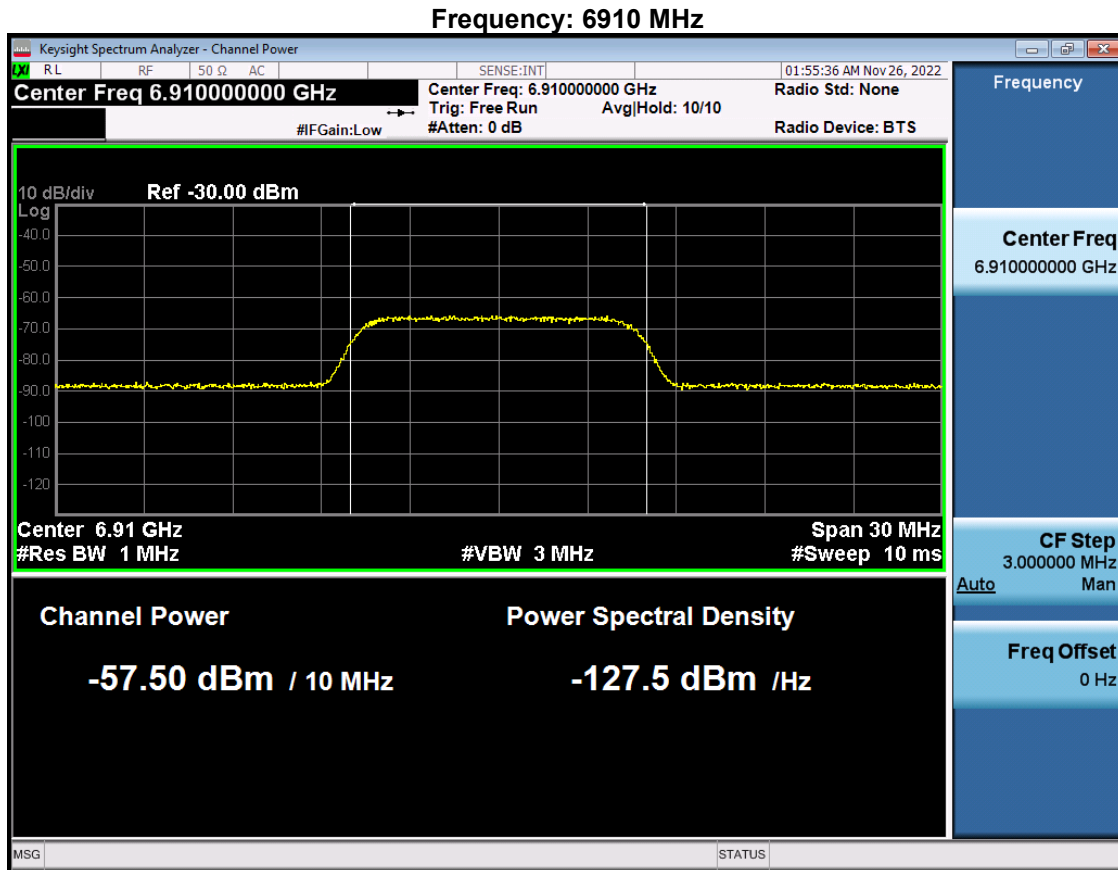 Frequency: 6910 MHz
Keysight Spectrum Analyzer - Channel Power
LXI RL RF 50 Ω AC SENSE:INT 01:55:36 AM Nov 26, 2022
Center Freq 6.910000000 GHz
Center Freq: 6.910000000 GHz
Radio Std: None
Trig: Free Run Avg|Hold: 10/10
#IFGain:Low
#Atten: 0 dB
Radio Device: BTS
Frequency
10 dB/div Ref -30.00 dBm
Log
-40.0
-50.0
-60.0
-70.0
-80.0
-90.0
-100
-110
-120
Center 6.91 GHz Span 30 MHz
#Res BW 1 MHz #VBW 3 MHz #Sweep 10 ms
Channel Power Power Spectral Density
-57.50 dBm / 10 MHz -127.5 dBm /Hz
Center Freq
6.910000000 GHz
CF Step
3.000000 MHz
Auto Man
Freq Offset
0 Hz
MSG STATUS